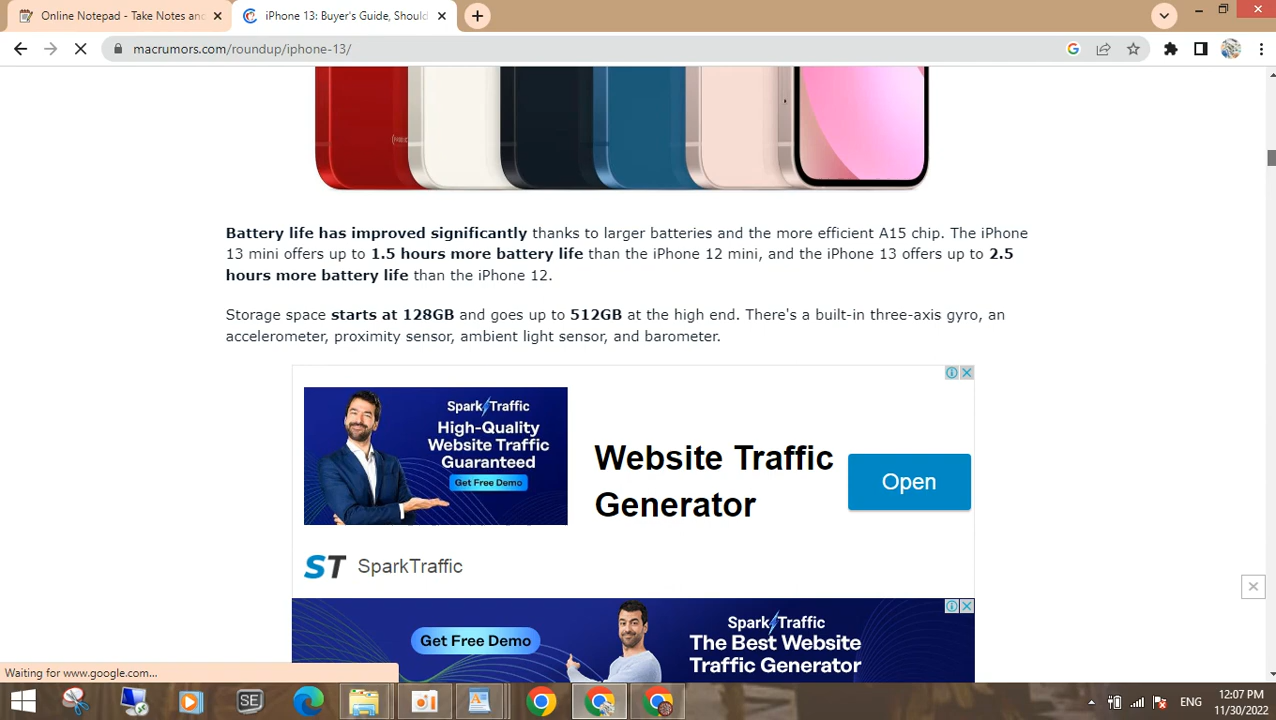 Online Notepad - Take Notes and
iPhone 13: Buyer's Guide, Should
macrumors.com/roundup/iphone-13/
Battery life has improved significantly thanks to larger batteries and the more efficient A15 chip. The iPhone
13 mini offers up to 1.5 hours more battery life than the iPhone 12 mini, and the iPhone 13 offers up to 2.5
hours more battery life than the iPhone 12.
Storage space starts at 128GB and goes up to 512GB at the high end. There's a built-in three-axis gyro, an
accelerometer, proximity sensor, ambient light sensor, and barometer.
Spark Traffic
High-Quality
Website Traffic
Guaranteed
Get Free Demo
Website Traffic
Generator
Open
ST SparkTraffic
Get Free Demo
Spark Traffic
The Best Website
Traffic Generator
Waiting for www.google.com...
SE
ENG
12:07 PM
11/30/2022